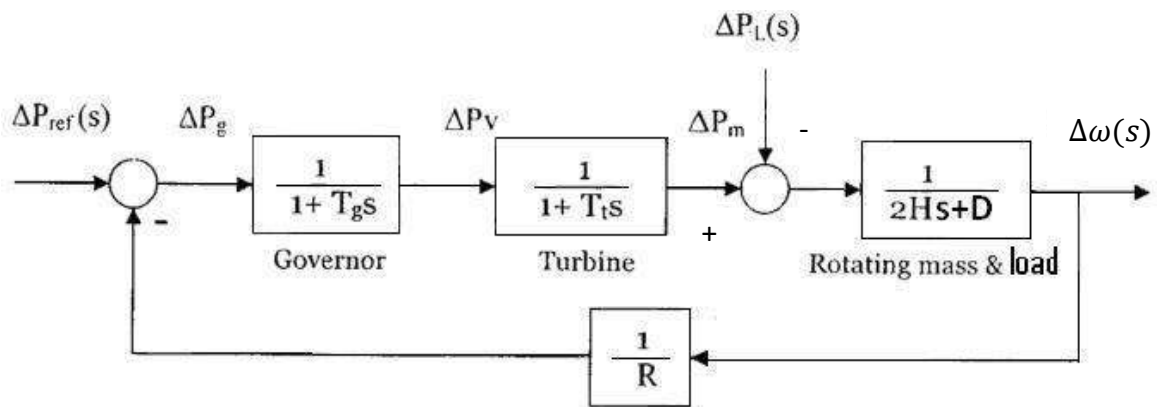 ΔP_L(s)
ΔP_ref(s)
ΔP_g
ΔPv
ΔP_m
-
Δω(s)
1
1+ T_gs
1
1+ T_ts
1
2Hs+D
-
+
Governor
Turbine
Rotating mass & load
1
R